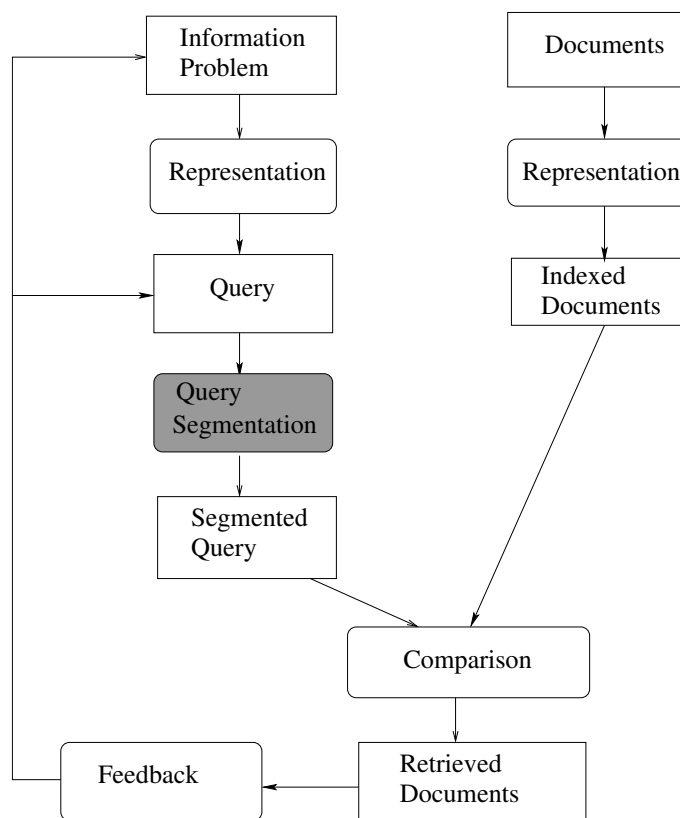 Information
Problem
Documents
Representation
Representation
Query
Indexed
Documents
Query
Segmentation
Segmented
Query
Comparison
Feedback
Retrieved
Documents